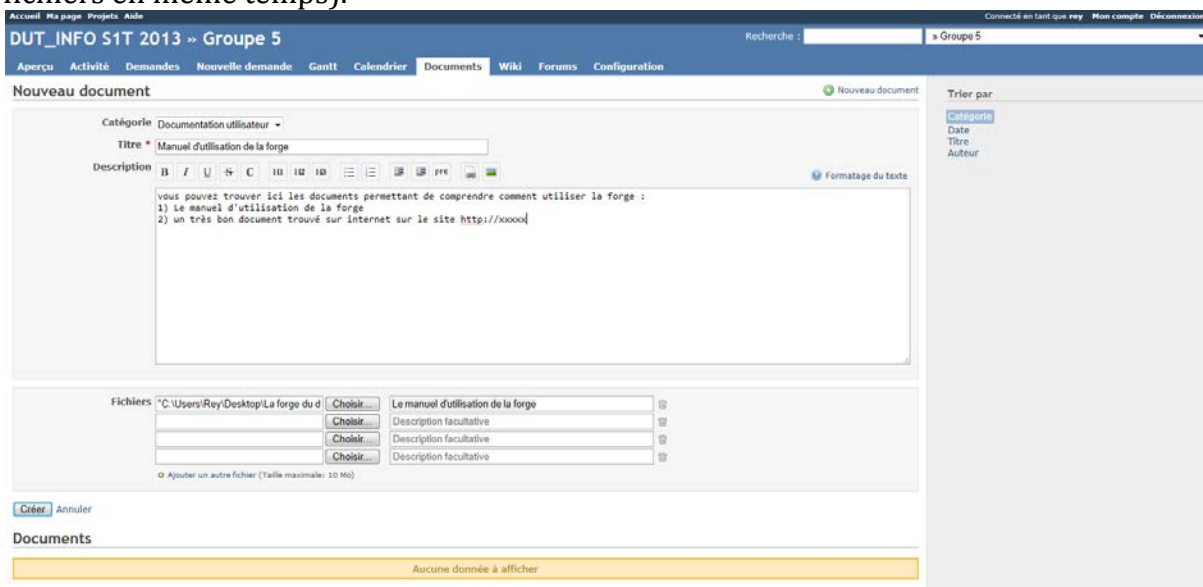 fichiers en même temps).
Accueil Ma page Projets Aide
Connecté en tant que rey Mon compte Déconnexion
DUT_INFO S1T 2013 » Groupe 5
Recherche :
» Groupe 5
Aperçu Activité Demandes Nouvelle demande Gantt Calendrier Documents Wiki Forums Configuration
Nouveau document
Nouveau document
Trier par
Catégorie
Date
Titre
Auteur
Catégorie Documentation utilisateur
Titre * Manuel d'utilisation de la forge
Description B I U S C H1 H2 H3 pre
Formatage du texte
vous pouvez trouver ici les documents permettant de comprendre comment utiliser la forge :
1) Le manuel d'utilisation de la forge
2) un très bon document trouvé sur internet sur le site http://xxxxx
Fichiers "C:\Users\Rey\Desktop\La forge du d Choisir... Le manuel d'utilisation de la forge
Choisir... Description facultative
Choisir... Description facultative
Choisir... Description facultative
Ajouter un autre fichier (Taille maximale: 10 Mo)
Créer Annuler
Documents
Aucune donnée à afficher